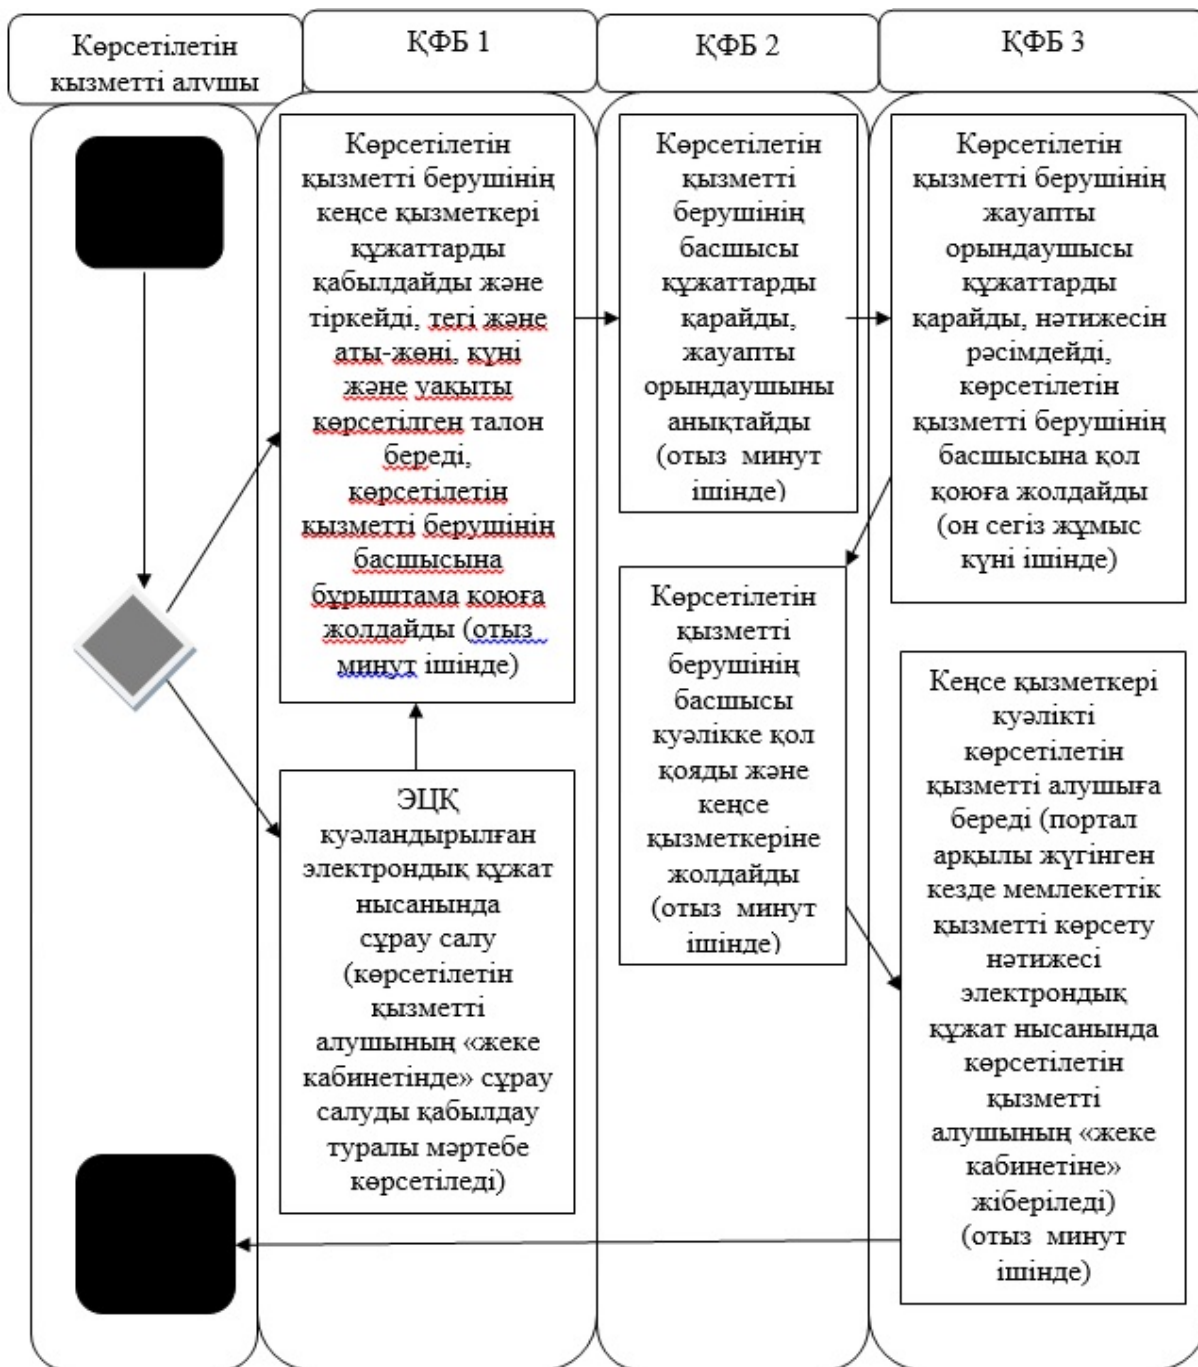 Көрсетілетін
қызметті алушы
ҚФБ 1
ҚФБ 2
ҚФБ 3
Көрсетілетін
қызметті берушінің
кеңсе қызметкері
құжаттарды
қабылдайды және
тіркейді, тегі және
аты-жөні, күні
және уақыты
көрсетілген талон
береді,
көрсетілетін
қызметті берушінің
басшысына
бұрыштама қоюға
жолдайды (отыз
минут ішінде)
ЭЦҚ
куәландырылған
электрондық құжат
нысанында
сұрау салу
(көрсетілетін
қызметті
алушының «жеке
кабинетінде» сұрау
салуды қабылдау
туралы мәртебе
көрсетіледі)
Көрсетілетін
қызметті
берушінің
басшысы
құжаттарды
қарайды,
жауапты
орындаушыны
анықтайды
(отыз минут
ішінде)
Көрсетілетін
қызметті
берушінің
басшысы
куәлікке қол
қояды және
кеңсе
қызметкеріне
жолдайды
(отыз минут
ішінде)
Көрсетілетін
қызметті берушінің
жауапты
орындаушысы
құжаттарды
қарайды, нәтижесін
рәсімдейді,
көрсетілетін
қызметті берушінің
басшысына қол
қоюға жолдайды
(он сегіз жұмыс
күні ішінде)
Кеңсе қызметкері
куәлікті
көрсетілетін
қызметті алушыға
береді (портал
арқылы жүгінген
кезде мемлекеттік
қызметті көрсету
нәтижесі
электрондық
құжат нысанында
көрсетілетін
қызметті
алушының «жеке
кабинетіне»
жіберіледі)
(отыз минут
ішінде)